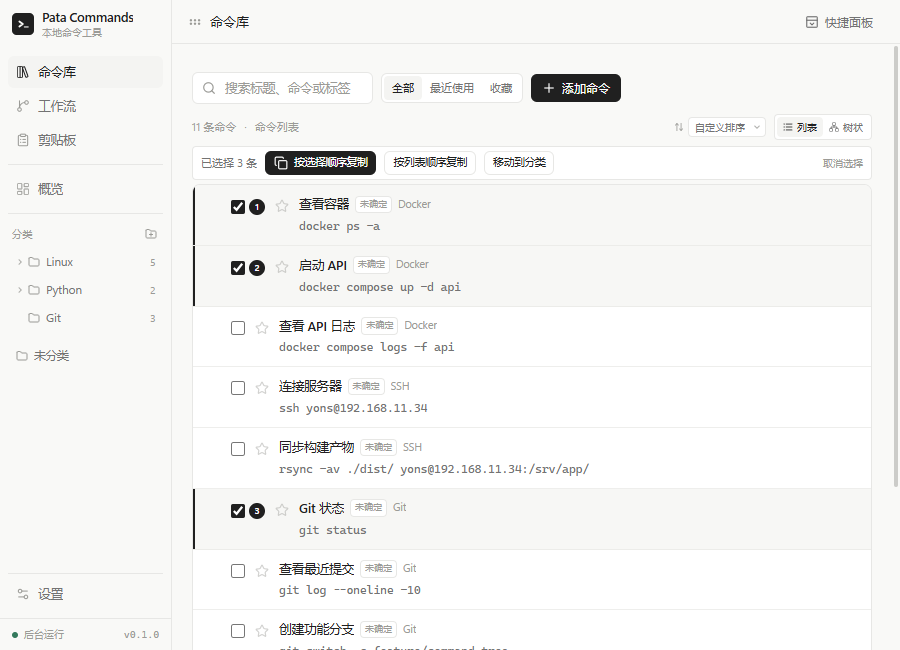 Pata Commands
本地命令工具
命令库
工作流
剪贴板
概览
分类
Linux 5
Python 2
Git 3
未分类
设置
后台运行 v0.1.0
命令库
快捷面板
搜索标题、命令或标签
全部 最近使用 收藏
添加命令
11 条命令 · 命令列表
自定义排序
列表 树状
已选择 3 条 按选择顺序复制 按列表顺序复制 移动到分类 取消选择
1 查看容器 未确定 Docker
docker ps -a
2 启动 API 未确定 Docker
docker compose up -d api
查看 API 日志 未确定 Docker
docker compose logs -f api
连接服务器 未确定 SSH
ssh yons@192.168.11.34
同步构建产物 未确定 SSH
rsync -av ./dist/ yons@192.168.11.34:/srv/app/
3 Git 状态 未确定 Git
git status
查看最近提交 未确定 Git
git log --oneline -10
创建功能分支 未确定 Git